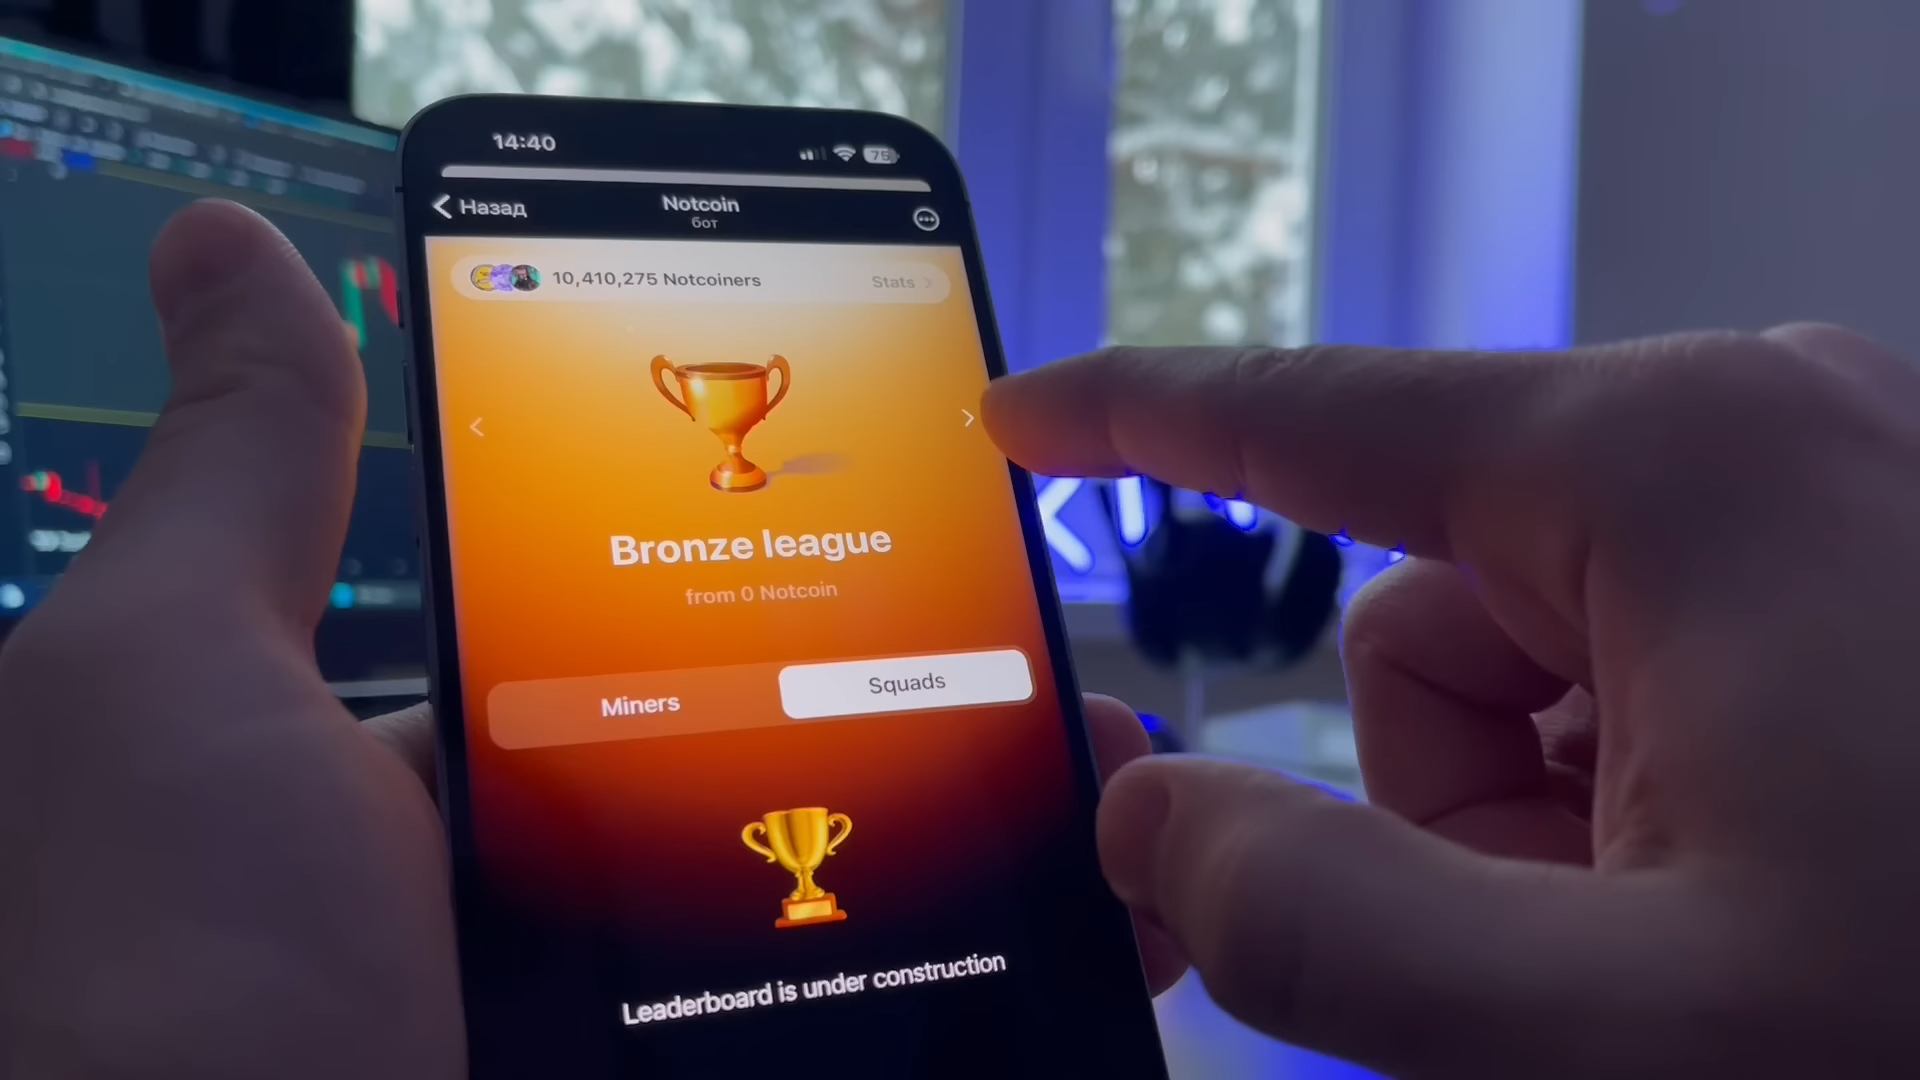 14:40
75
Назад
Notcoin
бот
10,410,275 Notcoiners
Stats
Bronze league
from 0 Notcoin
Miners
Squads
Leaderboard is under construction